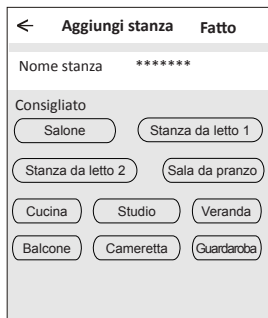 Aggiungi stanza Fatto
Nome stanza *******
Consigliato
Salone Stanza da letto 1
Stanza da letto 2 Sala da pranzo
Cucina Studio Veranda
Balcone Cameretta Guardaroba